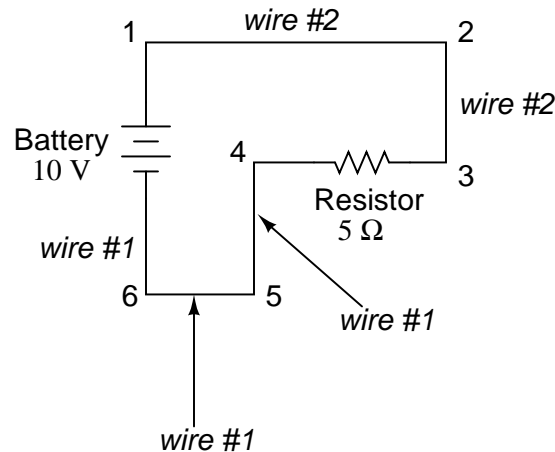 wire #2
1
2
wire #2
Battery
10 V
4
3
Resistor
5 Ω
wire #1
6
5
wire #1
wire #1